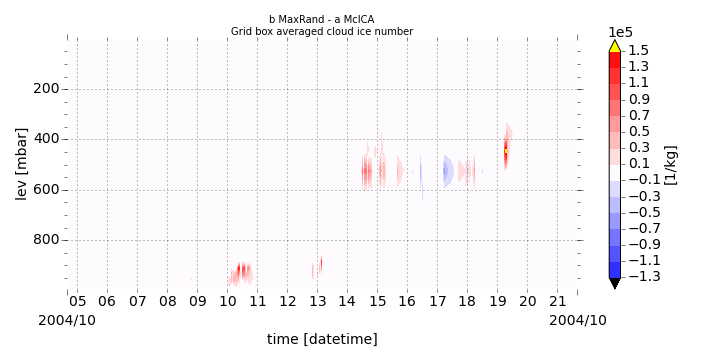 b MaxRand - a McICA
Grid box averaged cloud ice number
1e5
lev [mbar]
200
400
600
800
05 06 07 08 09 10 11 12 13 14 15 16 17 18 19 20 21
2004/10 2004/10
time [datetime]
1.5
1.3
1.1
0.9
0.7
0.5
0.3
0.1
−0.1
−0.3
−0.5
−0.7
−0.9
−1.1
−1.3
[1/kg]